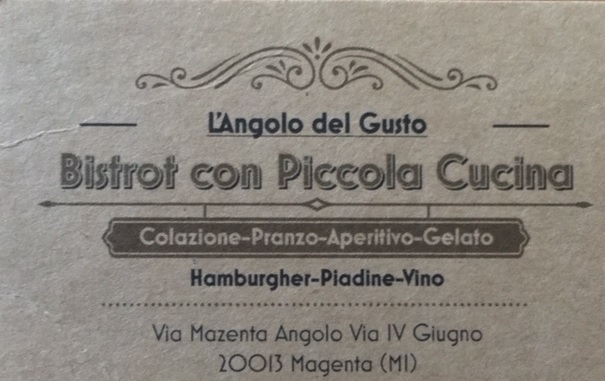 L'Angolo del Gusto
Bistrot con Piccola Cucina
Colazione-Pranzo-Aperitivo-Gelato
Hamburgher-Piadine-Vino
Via Mazenta Angolo Via IV Giugno
20013 Magenta (MI)